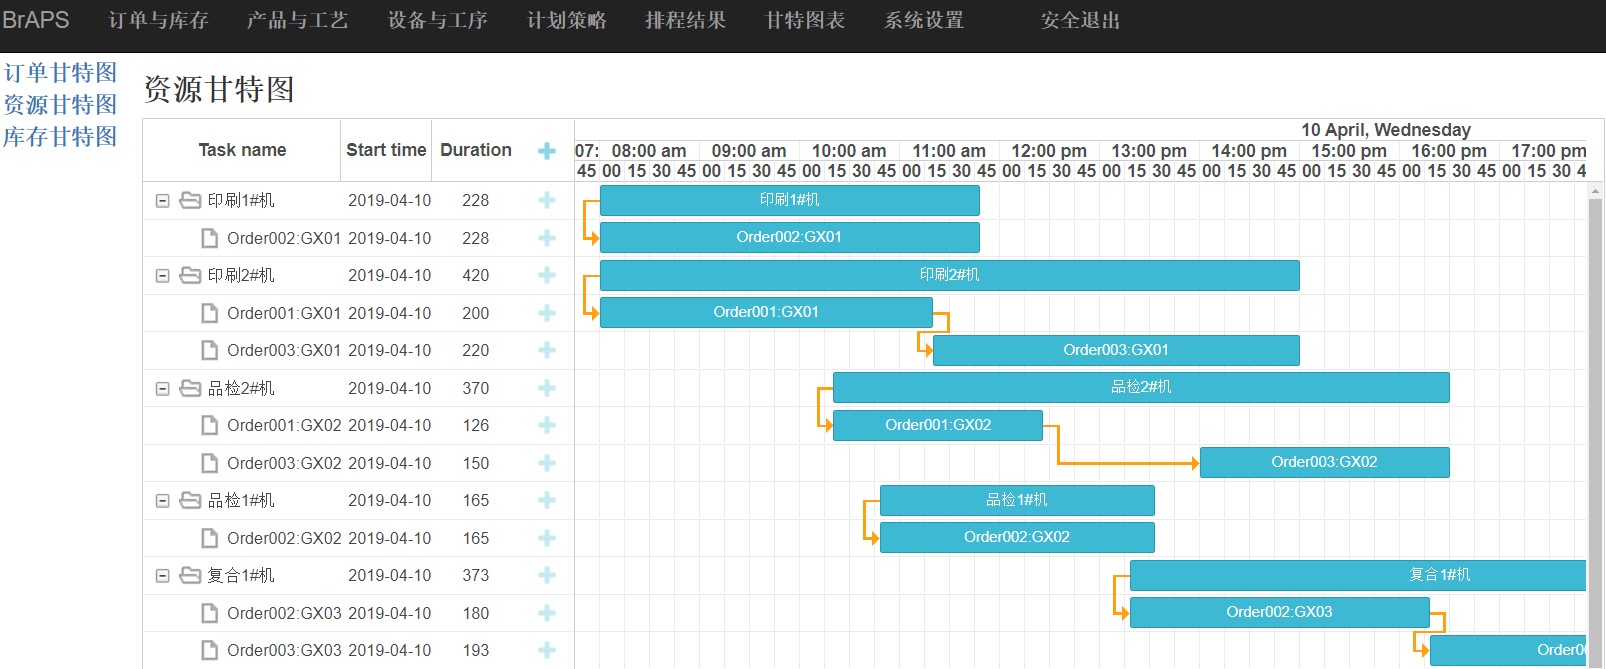 BrAPS 订单与库存 产品与工艺 设备与工序 计划策略 排程结果 甘特图表 系统设置 安全退出
订单甘特图
资源甘特图
库存甘特图
资源甘特图
Task name Start time Duration
10 April, Wednesday
07: 08:00 am 09:00 am 10:00 am 11:00 am 12:00 pm 13:00 pm 14:00 pm 15:00 pm 16:00 pm 17:00 pm
45 00 15 30 45 00 15 30 45 00 15 30 45 00 15 30 45 00 15 30 45 00 15 30 45 00 15 30 45 00 15 30 45 00 15 30 45 00 15 30 4
印刷1#机 2019-04-10 228 印刷1#机
Order002:GX01 2019-04-10 228 Order002:GX01
印刷2#机 2019-04-10 420 印刷2#机
Order001:GX01 2019-04-10 200 Order001:GX01
Order003:GX01 2019-04-10 220 Order003:GX01
品检2#机 2019-04-10 370 品检2#机
Order001:GX02 2019-04-10 126 Order001:GX02
Order003:GX02 2019-04-10 150 Order003:GX02
品检1#机 2019-04-10 165 品检1#机
Order002:GX02 2019-04-10 165 Order002:GX02
复合1#机 2019-04-10 373 复合1#机
Order002:GX03 2019-04-10 180 Order002:GX03
Order003:GX03 2019-04-10 193 Order0